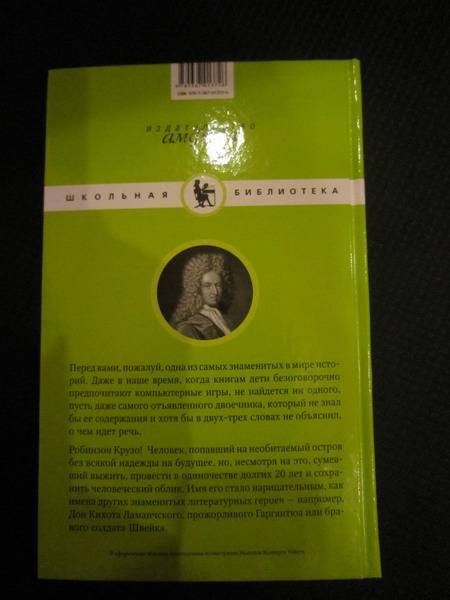 ИЗДАТЕЛЬСТВО
ШКОЛЬНАЯ БИБЛИОТЕКА
Перед вами, пожалуй, одна из самых знаменитых в мире исто-
рий. Даже в наше время, когда книгам дети безоговорочно
предпочитают компьютерные игры, не найдется ни одного,
пусть даже самого отъявленного двоечника, который не знал
бы ее содержания и хотя бы в двух-трех словах не объяснил,
о чем идет речь.
Робинзон Крузо! Человек, попавший на необитаемый остров
без всякой надежды на будущее, но, несмотря на это, сумев-
ший выжить, провести в одиночестве долгих 20 лет и сохра-
нить человеческий облик. Имя его стало нарицательным, как
имена других знаменитых литературных героев — например,
Дон Кихота Ламанчского, прожорливого Гаргантюа или бра-
вого солдата Швейка.